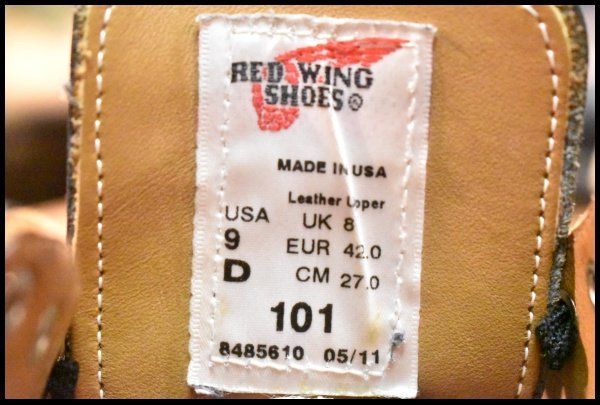 RED WING
SHOES®
MADE IN USA
Leather Upper
USA
9
D
UK 8
EUR 42.0
CM 27.0
101
8485610 05/11